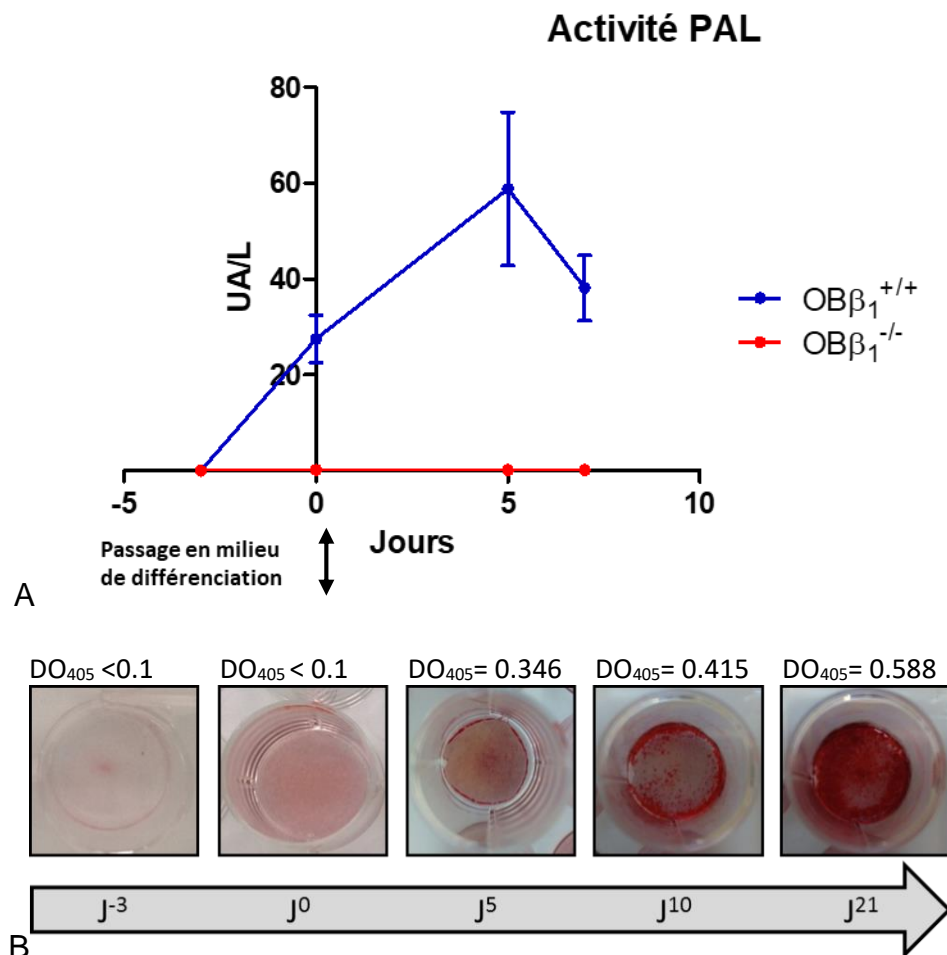 Activité PAL
80
60
40
20
UA/L
-5
0
5
10
Jours
OBβ₁⁺/⁺
OBβ₁⁻/⁻
Passage en milieu
de différenciation
A
DO₄₀₅ <0.1 DO₄₀₅ < 0.1 DO₄₀₅= 0.346 DO₄₀₅= 0.415 DO₄₀₅= 0.588
J⁻³ J⁰ J⁵ J¹⁰ J²¹
B